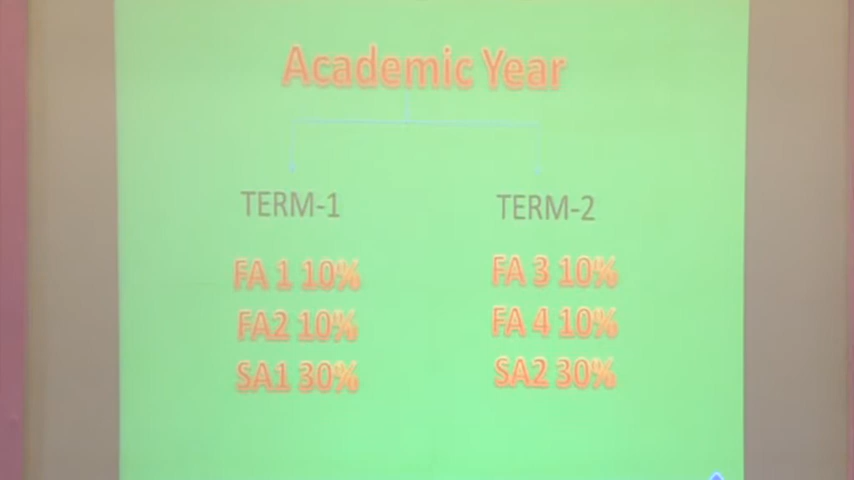 Academic Year
TERM-1
TERM-2
FA 1 10%
FA 3 10%
FA2 10%
FA 4 10%
SA1 30%
SA2 30%